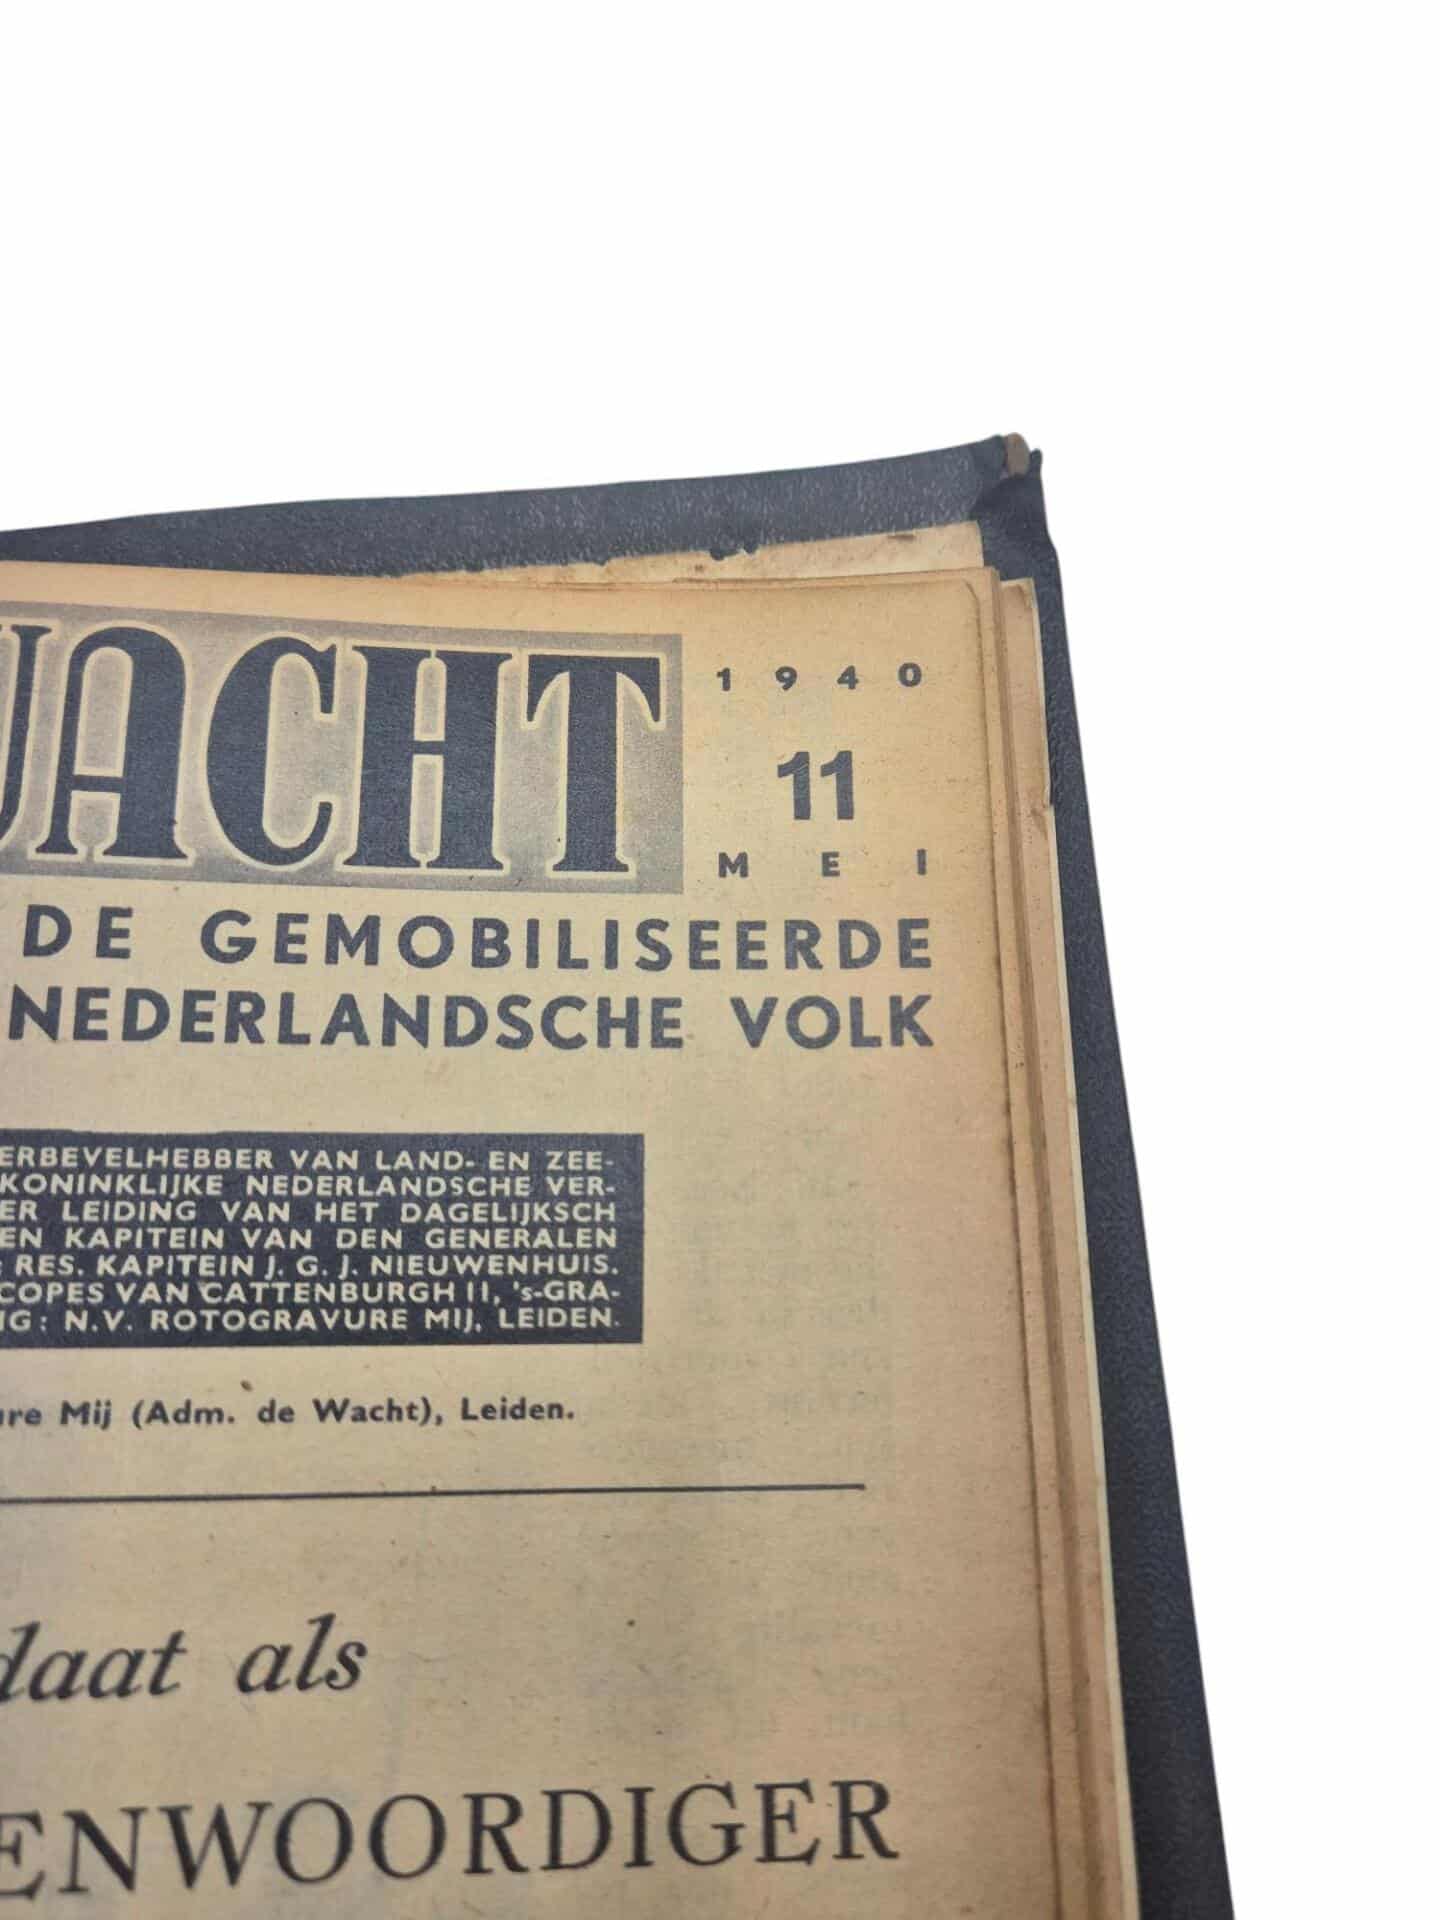 WACHT
1940
11
MEI
DE GEMOBILISEERDE
NEDERLANDSCHE VOLK
ERBEVELHEBBER VAN LAND- EN ZEE-
KONINKLIJKE NEDERLANDSCHE VER-
ER LEIDING VAN HET DAGELIJKSCH
EN KAPITEIN VAN DEN GENERALEN
: RES. KAPITEIN J. G. J. NIEUWENHUIS.
COPES VAN CATTENBURGH 11, 's-GRA-
NG: N.V. ROTOGRAVURE MIJ, LEIDEN.
ure Mij (Adm. de Wacht), Leiden.
daat als
ENWOORDIGER